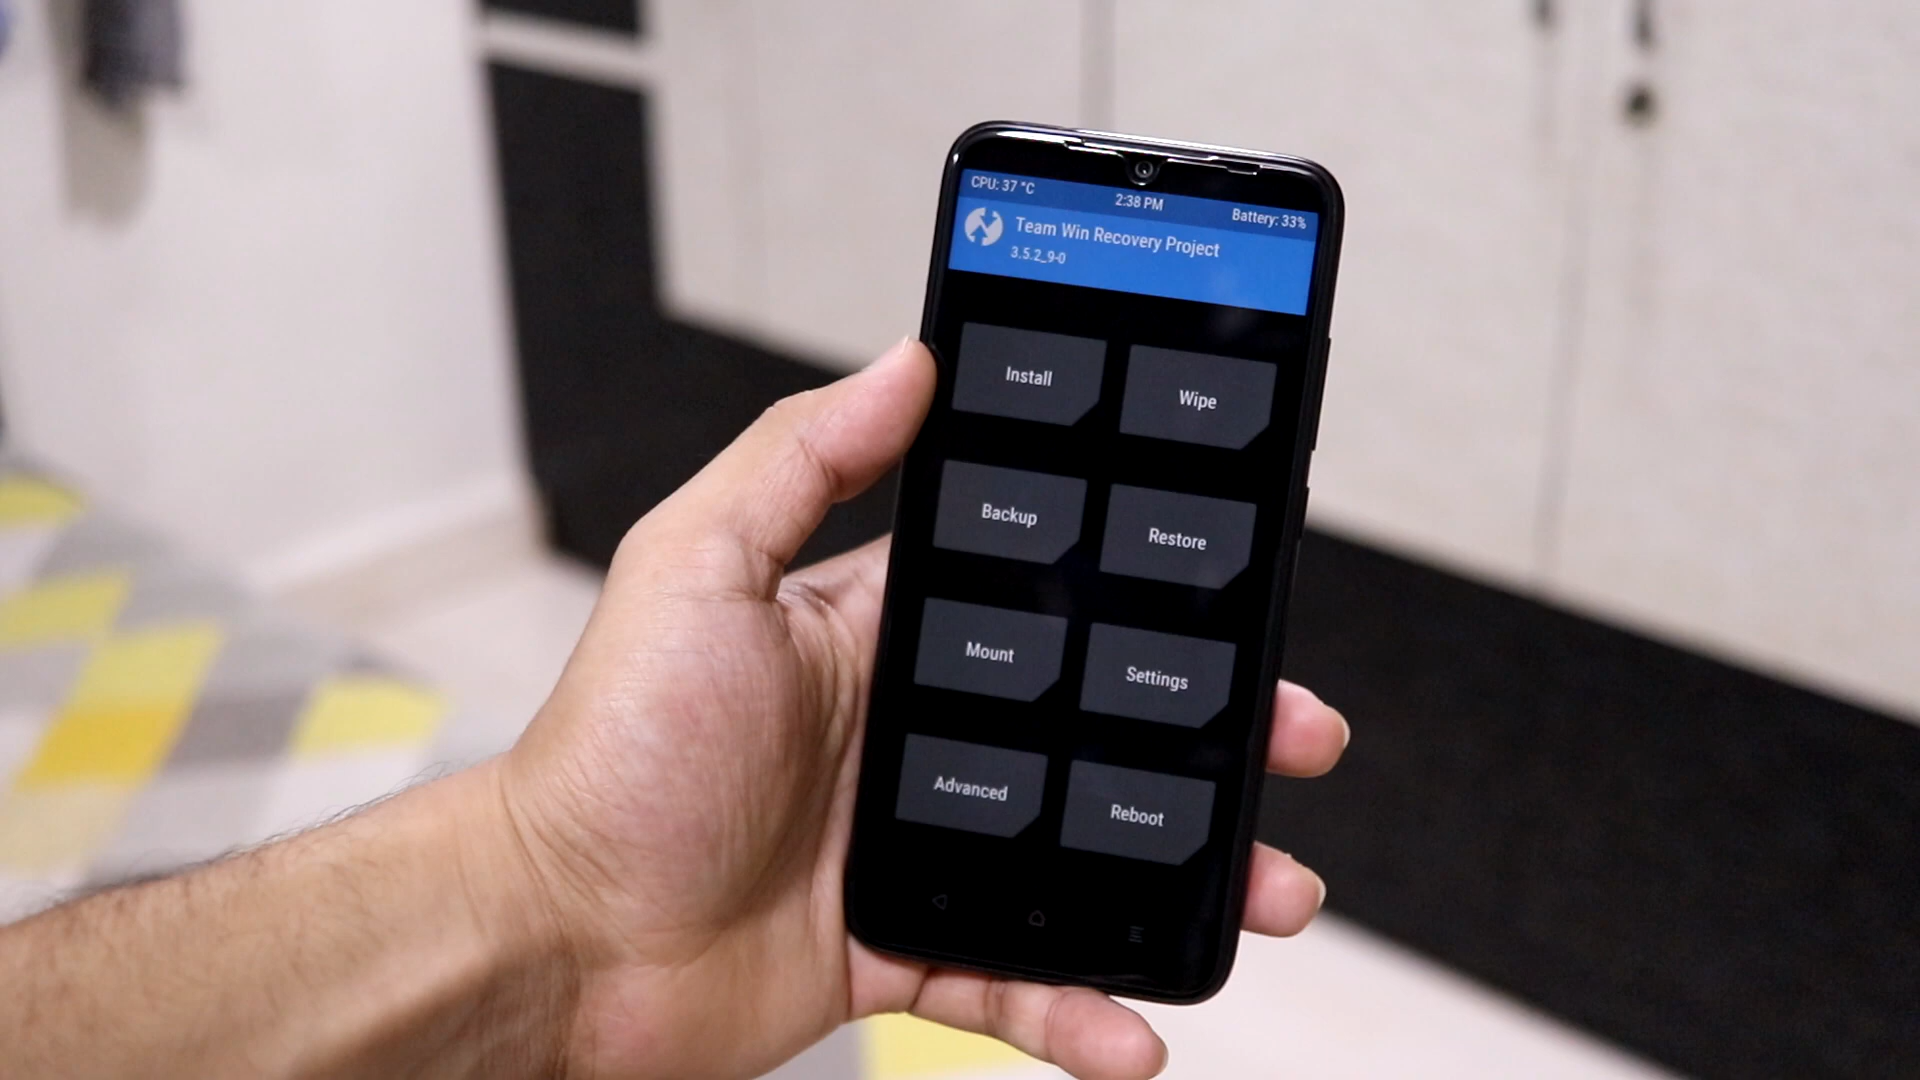 CPU: 37 °C 2:38 PM Battery: 33%
Team Win Recovery Project
3.5.2_9-0
Install Wipe
Backup Restore
Mount Settings
Advanced Reboot